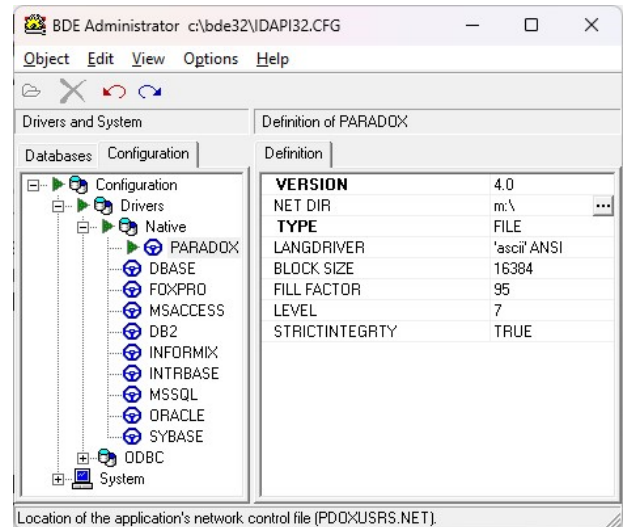 BDE Administrator c:\bde32\IDAPI32.CFG
Object Edit View Options Help
Drivers and System
Definition of PARADOX
Databases Configuration
Definition
Configuration
Drivers
Native
PARADOX
DBASE
FOXPRO
MSACCESS
DB2
INFORMIX
INTRBASE
MSSQL
ORACLE
SYBASE
ODBC
System
VERSION 4.0
NET DIR m:\ ...
TYPE FILE
LANGDRIVER 'ascii' ANSI
BLOCK SIZE 16384
FILL FACTOR 95
LEVEL 7
STRICTINTEGRTY TRUE
Location of the application's network control file (PDOXUSRS.NET).